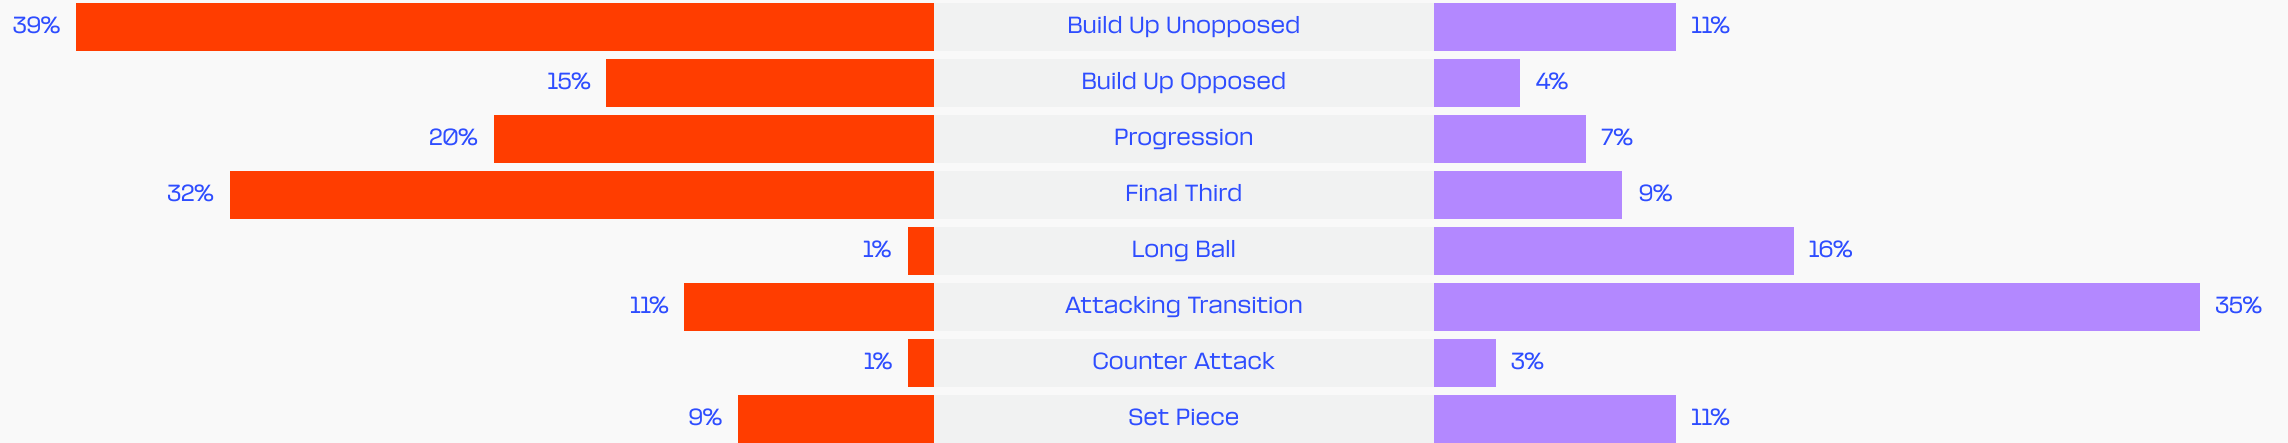 39% Build Up Unopposed 11%
15% Build Up Opposed 4%
20% Progression 7%
32% Final Third 9%
1% Long Ball 16%
11% Attacking Transition 35%
1% Counter Attack 3%
9% Set Piece 11%